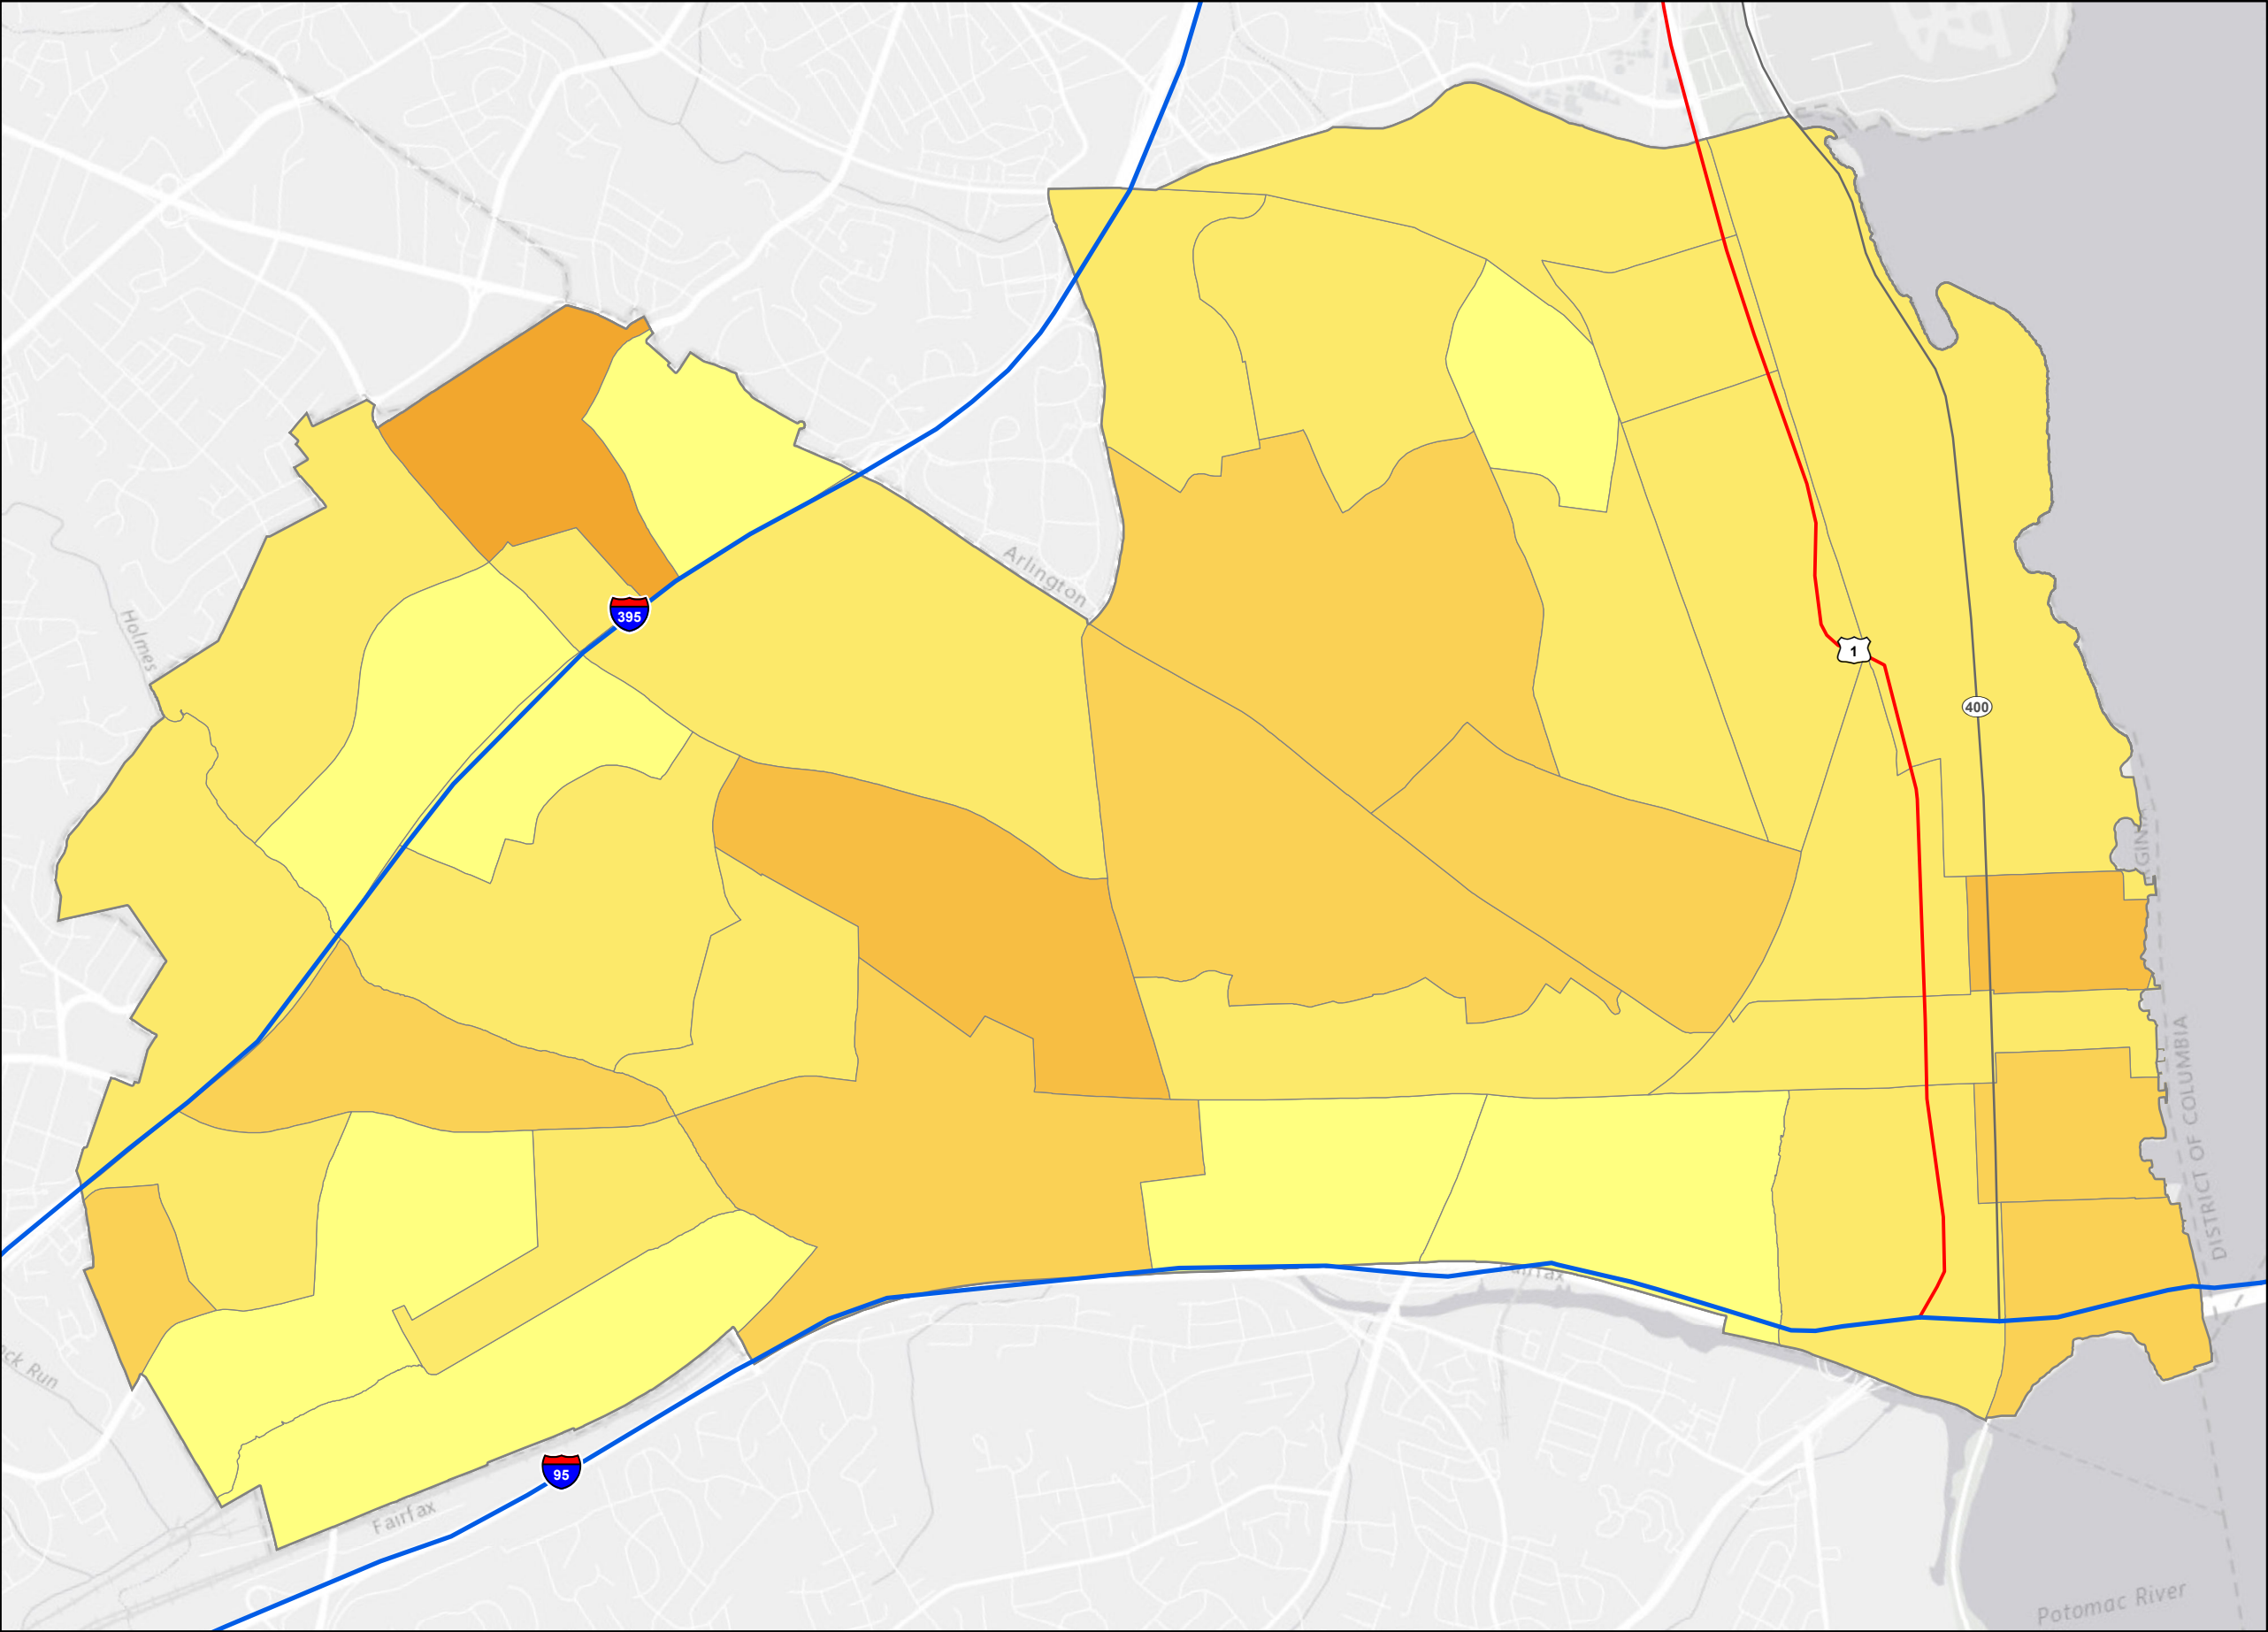 Arlington
395
Holmes
1
400
VIRGINIA
DISTRICT OF COLUMBIA
Fairfax
ck Run
95
Fairfax
Potomac River